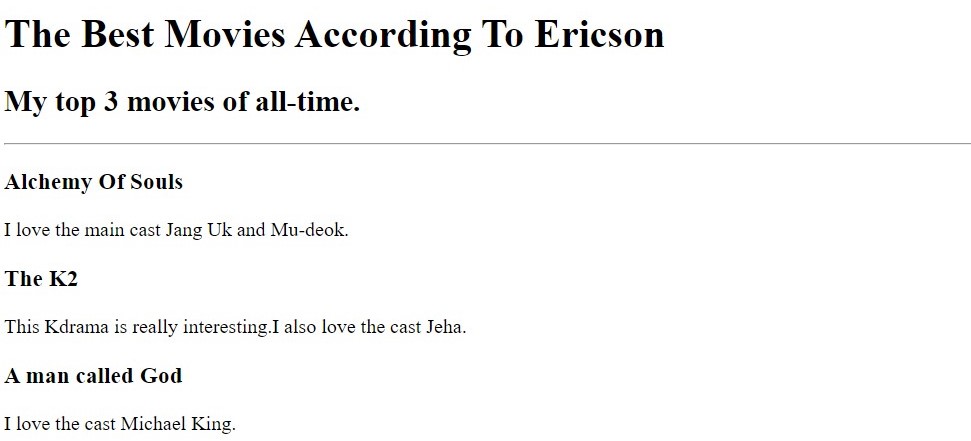 The Best Movies According To Ericson
My top 3 movies of all-time.
Alchemy Of Souls
I love the main cast Jang Uk and Mu-deok.
The K2
This Kdrama is really interesting.I also love the cast Jeha.
A man called God
I love the cast Michael King.